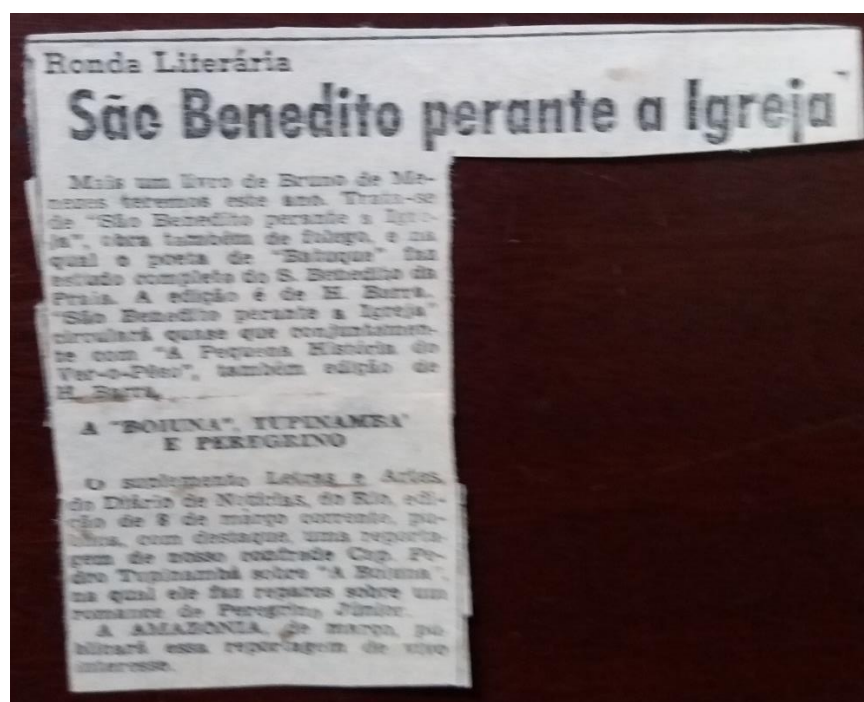 Ronda Literária
São Benedito perante a Igreja
Mais um livro de Bruno de Me-
nezes teremos este ano. Trata-se
de "São Benedito perante a Igre-
ja", obra também de fôlego, e na
qual o poeta de "Batuque" faz
estudo completo do S. Benedito da
Praia. A edição é de H. Barra.
"São Benedito perante a Igreja"
circulará quase que conjuntamen-
te com "A Pequena História do
Ver-o-Pêso", também edição de
H. Barra.
A "BOIUNA", TUPINAMBÁ
E PEREGRINO
O suplemento Letras e Artes,
do Diário de Notícias, do Rio, edi-
ção de 8 de março corrente, pu-
blica, com destaque, uma reporta-
gem de nosso confrade Cap. Pe-
dro Tupinambá sobre "A Boiuna",
na qual ele faz reparos sobre um
romance de Peregrino Júnior.
A AMAZONIA, de março, pu-
blicará essa reportagem de vivo
interesse.